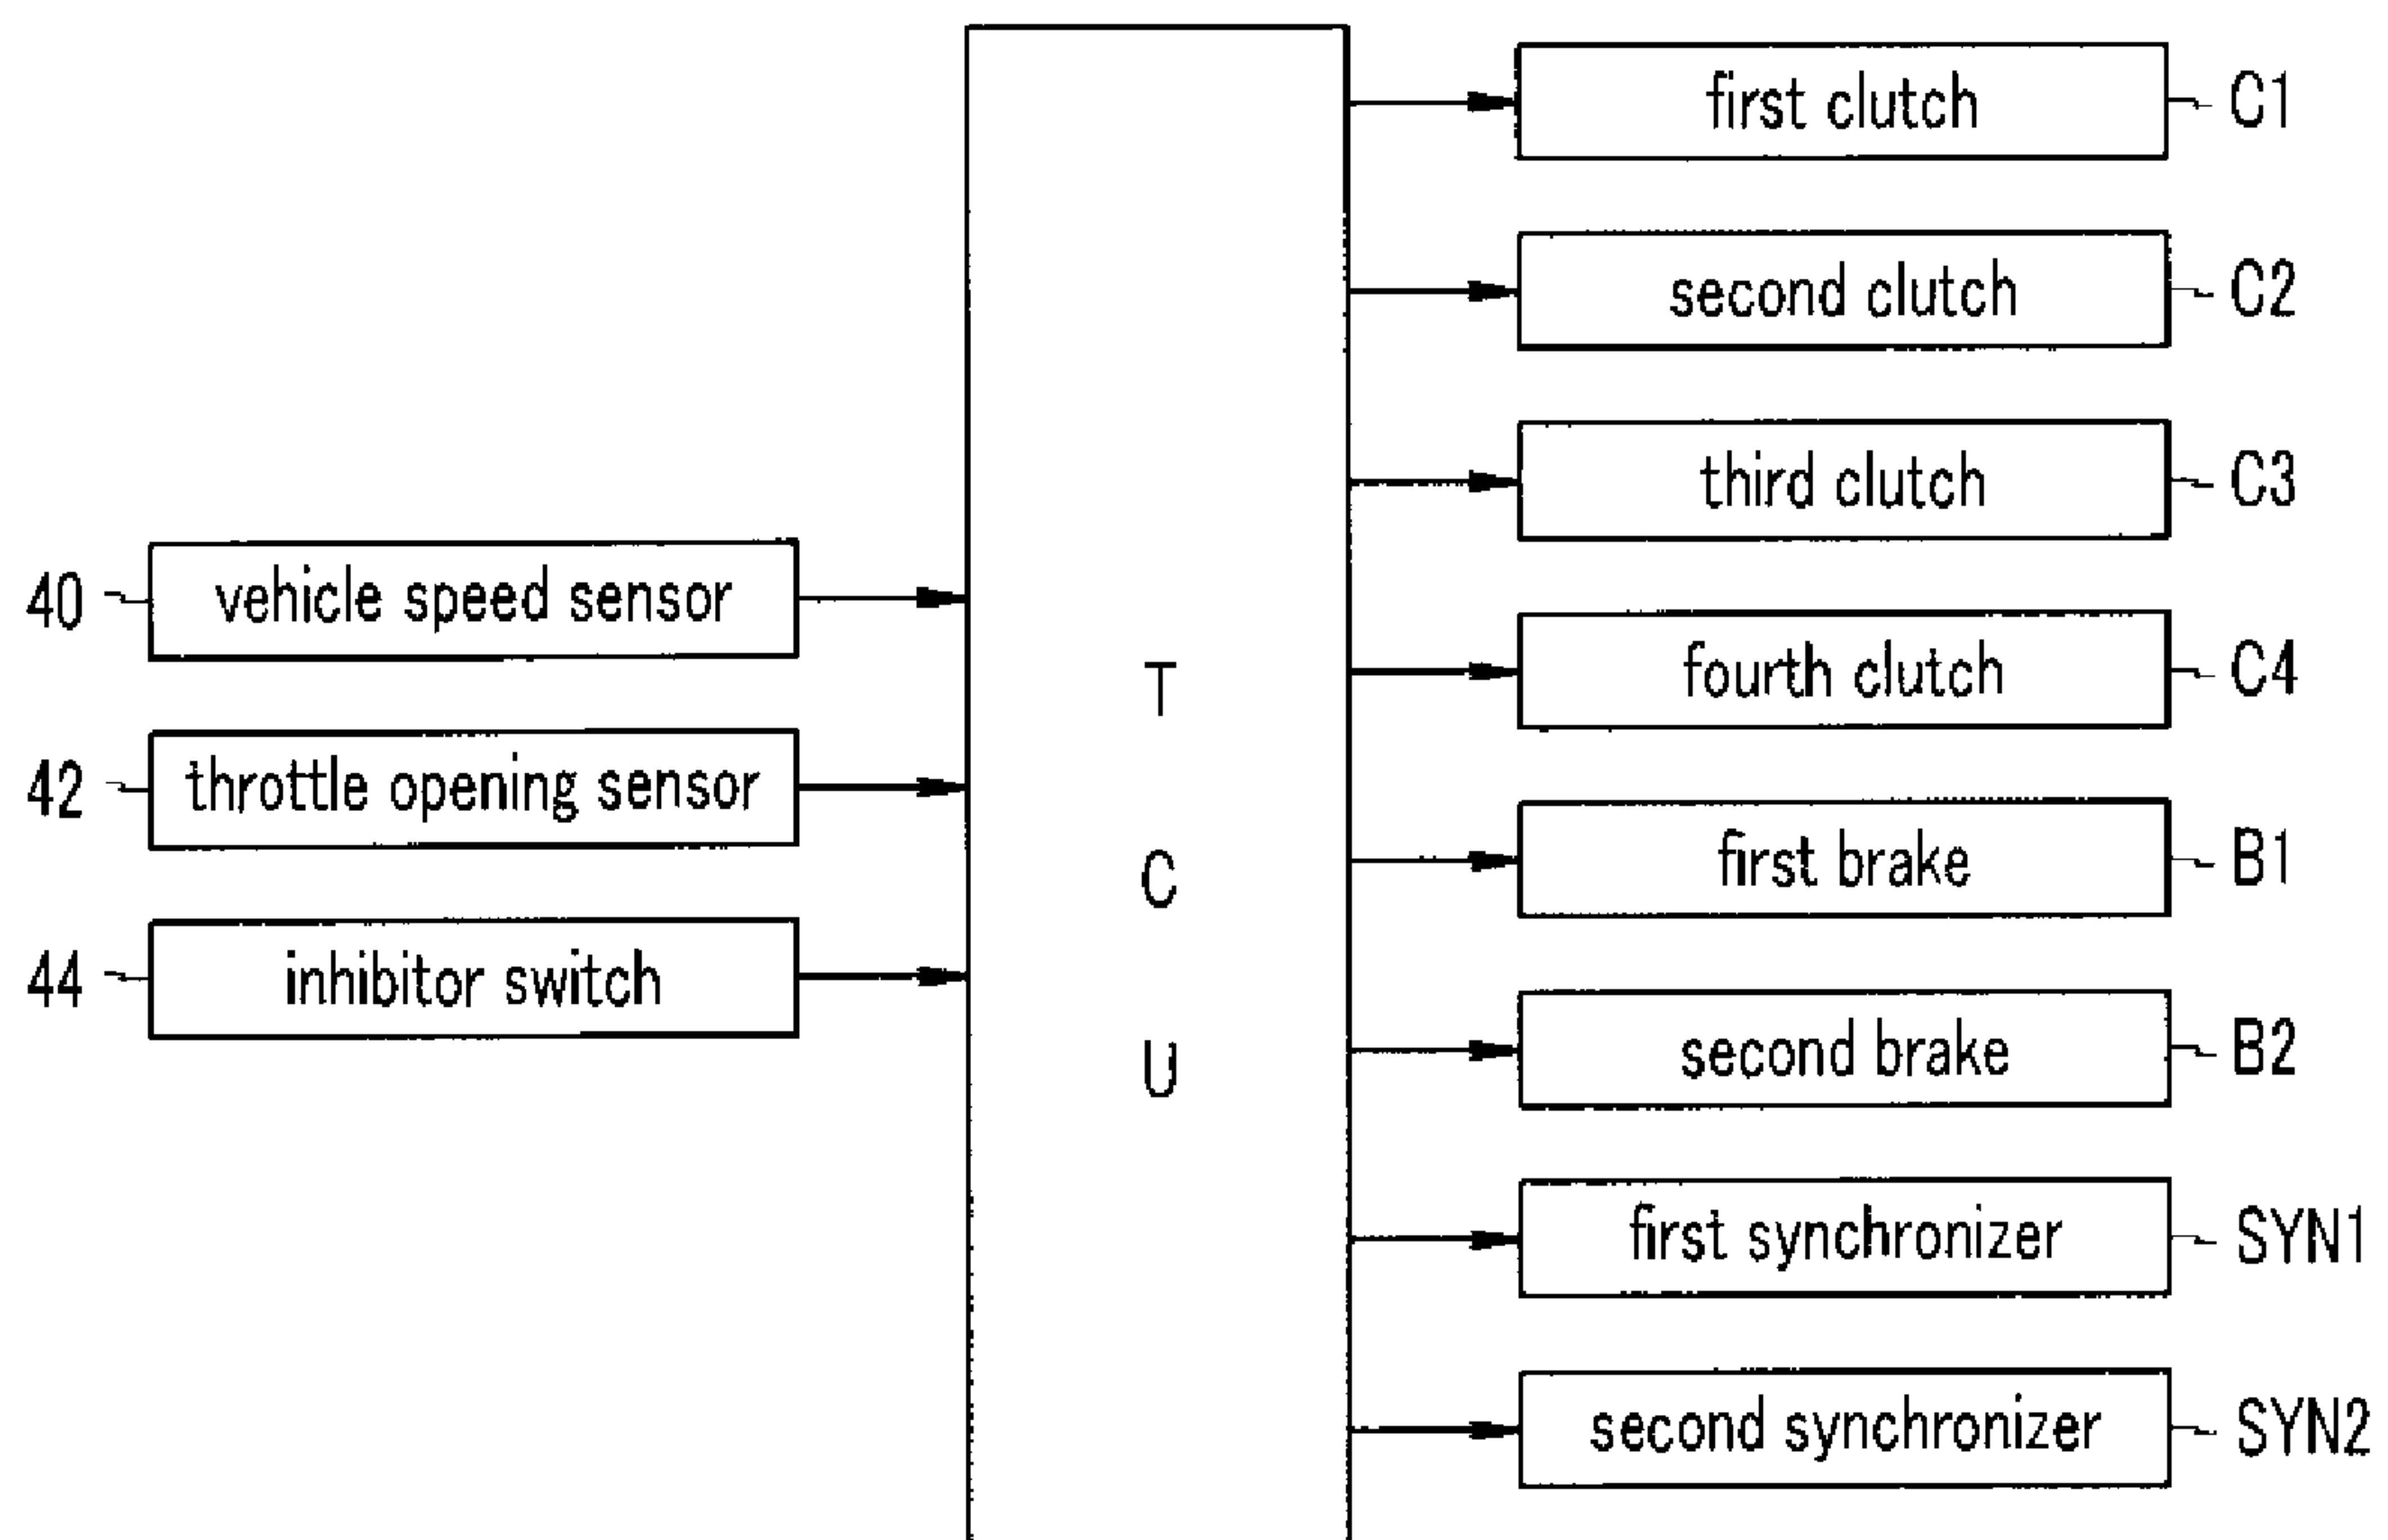 40 vehicle speed sensor
42 throttle opening sensor
44 inhibitor switch
T
C
U
first clutch C1
second clutch C2
third clutch C3
fourth clutch C4
first brake B1
second brake B2
first synchronizer SYN1
second synchronizer SYN2